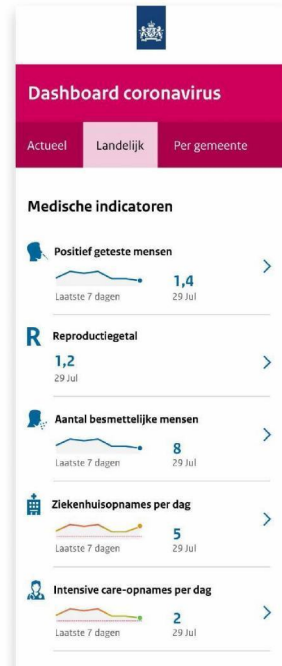 Dashboard coronavirus
Actueel Landelijk Per gemeente
Medische indicatoren
Positief geteste mensen
1,4
Laatste 7 dagen 29 Jul
R Reproductiegetal
1,2
29 Jul
Aantal besmettelijke mensen
8
Laatste 7 dagen 29 Jul
Ziekenhuisopnames per dag
5
Laatste 7 dagen 29 Jul
Intensive care-opnames per dag
2
Laatste 7 dagen 29 Jul